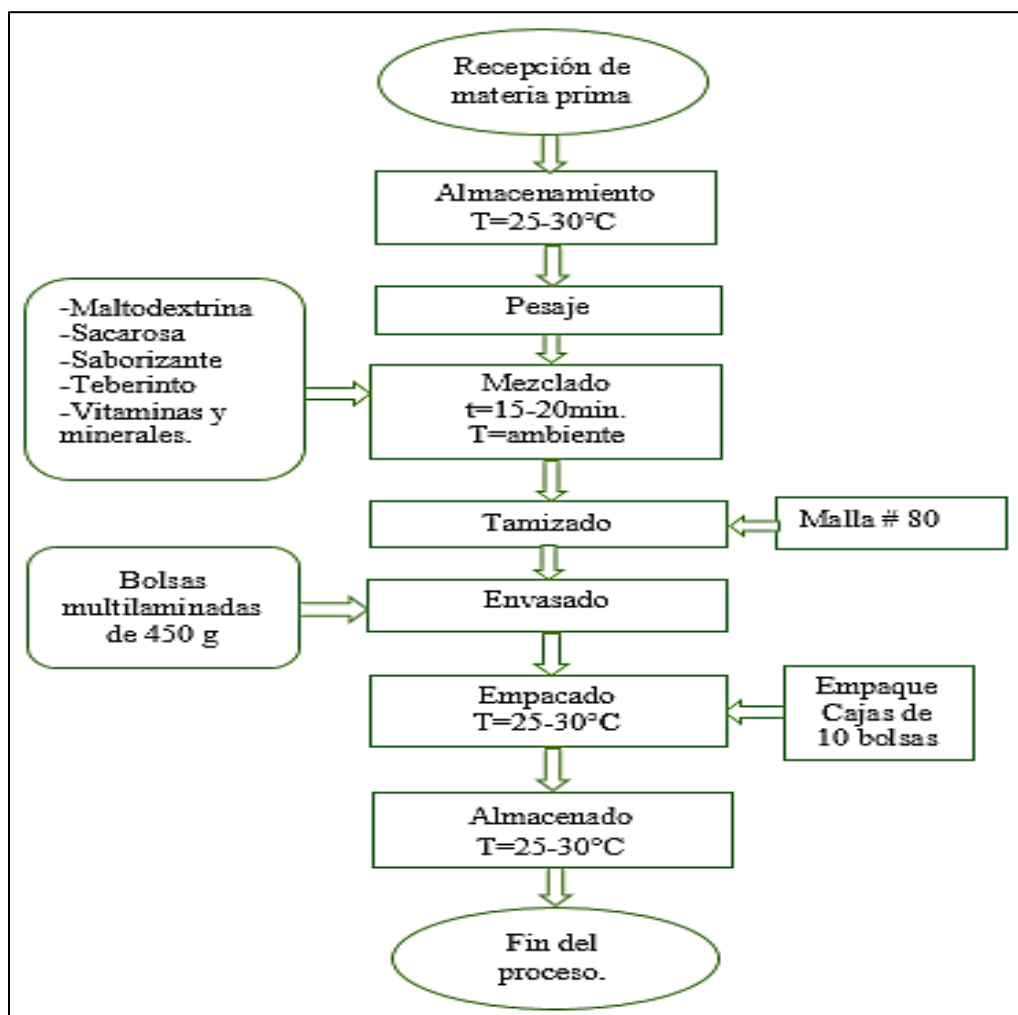 Recepción de
materia prima
Almacenamiento
T=25-30°C
Pesaje
-Maltodextrina
-Sacarosa
-Saborizante
-Teberinto
-Vitaminas y
minerales.
Mezclado
t=15-20min.
T=ambiente
Tamizado
Malla # 80
Bolsas
multilaminadas
de 450 g
Envasado
Empacado
T=25-30°C
Empaque
Cajas de
10 bolsas
Almacenado
T=25-30°C
Fin del
proceso.